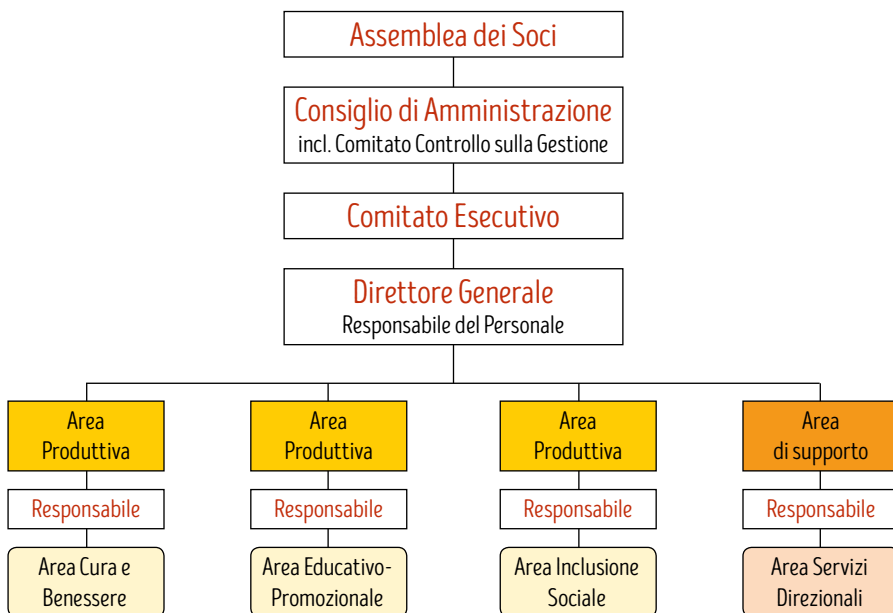 Assemblea dei Soci
Consiglio di Amministrazione
incl. Comitato Controllo sulla Gestione
Comitato Esecutivo
Direttore Generale
Responsabile del Personale
Area
Produttiva
Area
Produttiva
Area
Produttiva
Area
di supporto
Responsabile
Responsabile
Responsabile
Responsabile
Area Cura e
Benessere
Area Educativo-
Promozionale
Area Inclusione
Sociale
Area Servizi
Direzionali